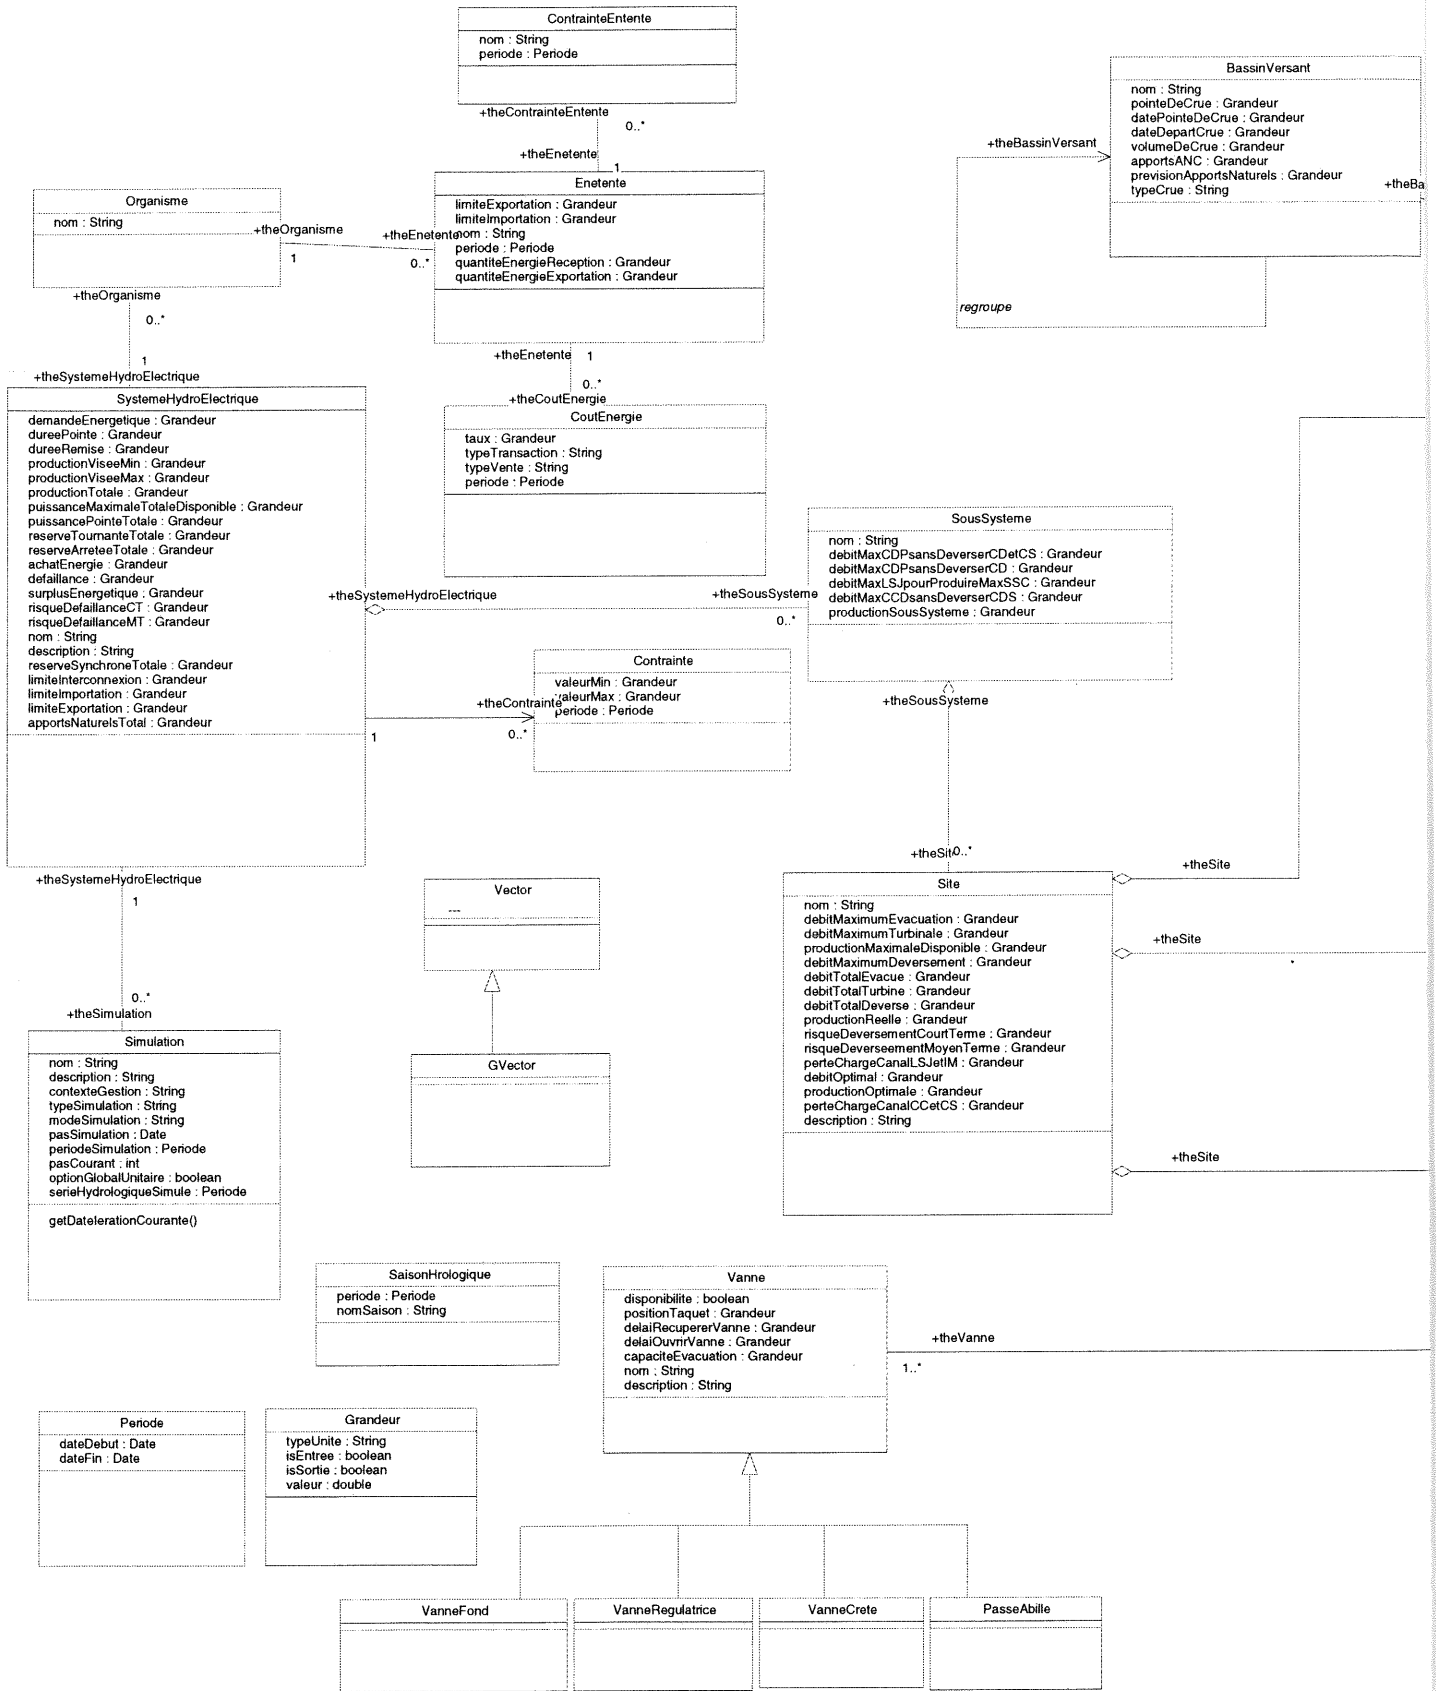 ContrainteEntente
nom : String
periode : Periode
+theContrainteEntente
0..*
+theEnetente
1
BassinVersant
nom : String
pointeDeCrue : Grandeur
datePointeDeCrue : Grandeur
dateDepartCrue : Grandeur
volumeDeCrue : Grandeur
apportsANC : Grandeur
previsionApportsNaturels : Grandeur
typeCrue : String
+theBassinVersant
+theBa
regroupe
Organisme
nom : String
+theOrganisme
1
+theEnetente
0..*
Enetente
limiteExportation : Grandeur
limiteImportation : Grandeur
nom : String
periode : Periode
quantiteEnergieReception : Grandeur
quantiteEnergieExportation : Grandeur
+theOrganisme
0..*
1
+theSystemeHydroElectrique
+theEnetente
1
0..*
+theCoutEnergie
SystemeHydroElectrique
demandeEnergetique : Grandeur
dureePointe : Grandeur
dureeRemise : Grandeur
productionViseeMin : Grandeur
productionViseeMax : Grandeur
productionTotale : Grandeur
puissanceMaximaleTotaleDisponible : Grandeur
puissancePointeTotale : Grandeur
reserveTournanteTotale : Grandeur
reserveArreteeTotale : Grandeur
achatEnergie : Grandeur
defaillance : Grandeur
surplusEnergetique : Grandeur
risqueDefaillanceCT : Grandeur
risqueDefaillanceMT : Grandeur
nom : String
description : String
reserveSynchroneTotale : Grandeur
limiteInterconnexion : Grandeur
limiteImportation : Grandeur
limiteExportation : Grandeur
apportsNaturelsTotal : Grandeur
CoutEnergie
taux : Grandeur
typeTransaction : String
typeVente : String
periode : Periode
SousSysteme
nom : String
debitMaxCDPsansDeverserCDetCS : Grandeur
debitMaxCDPsansDeverserCD : Grandeur
debitMaxLSJpourProduireMaxSSC : Grandeur
debitMaxCCDsansDeverserCDS : Grandeur
productionSousSysteme : Grandeur
+theSystemeHydroElectrique
+theSousSysteme
0..*
Contrainte
valeurMin : Grandeur
valeurMax : Grandeur
periode : Periode
+theContrainte
1
0..*
+theSousSysteme
+theSite
0..*
+theSystemeHydroElectrique
1
0..*
+theSimulation
Vector
---
GVector
Site
nom : String
debitMaximumEvacuation : Grandeur
debitMaximumTurbinale : Grandeur
productionMaximaleDisponible : Grandeur
debitMaximumDeversement : Grandeur
debitTotalEvacue : Grandeur
debitTotalTurbine : Grandeur
debitTotalDeverse : Grandeur
productionReelle : Grandeur
risqueDeversementCourtTerme : Grandeur
risqueDeverseementMoyenTerme : Grandeur
perteChargeCanalLSJetlM : Grandeur
debitOptimal : Grandeur
productionOptimale : Grandeur
perteChargeCanalCCetCS : Grandeur
description : String
+theSite
+theSite
+theSite
Simulation
nom : String
description : String
contexteGestion : String
typeSimulation : String
modeSimulation : String
pasSimulation : Date
periodeSimulation : Periode
pasCourant : int
optionGlobalUnitaire : boolean
serieHydrologiqueSimule : Periode
getDateIerationCourante()
SaisonHrologique
periode : Periode
nomSaison : String
Vanne
disponibilite : boolean
positionTaquet : Grandeur
delaiRecupererVanne : Grandeur
delaiOuvrirVanne : Grandeur
capaciteEvacuation : Grandeur
nom : String
description : String
+theVanne
1..*
Periode
dateDebut : Date
dateFin : Date
Grandeur
typeUnite : String
isEntree : boolean
isSortie : boolean
valeur : double
VanneFond
VanneRegulatrice
VanneCrete
PasseAbille